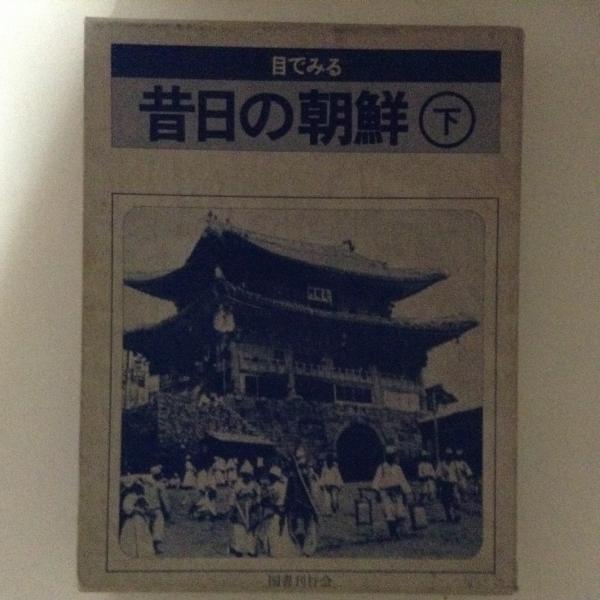 目でみる
昔日の朝鮮 下
国書刊行会